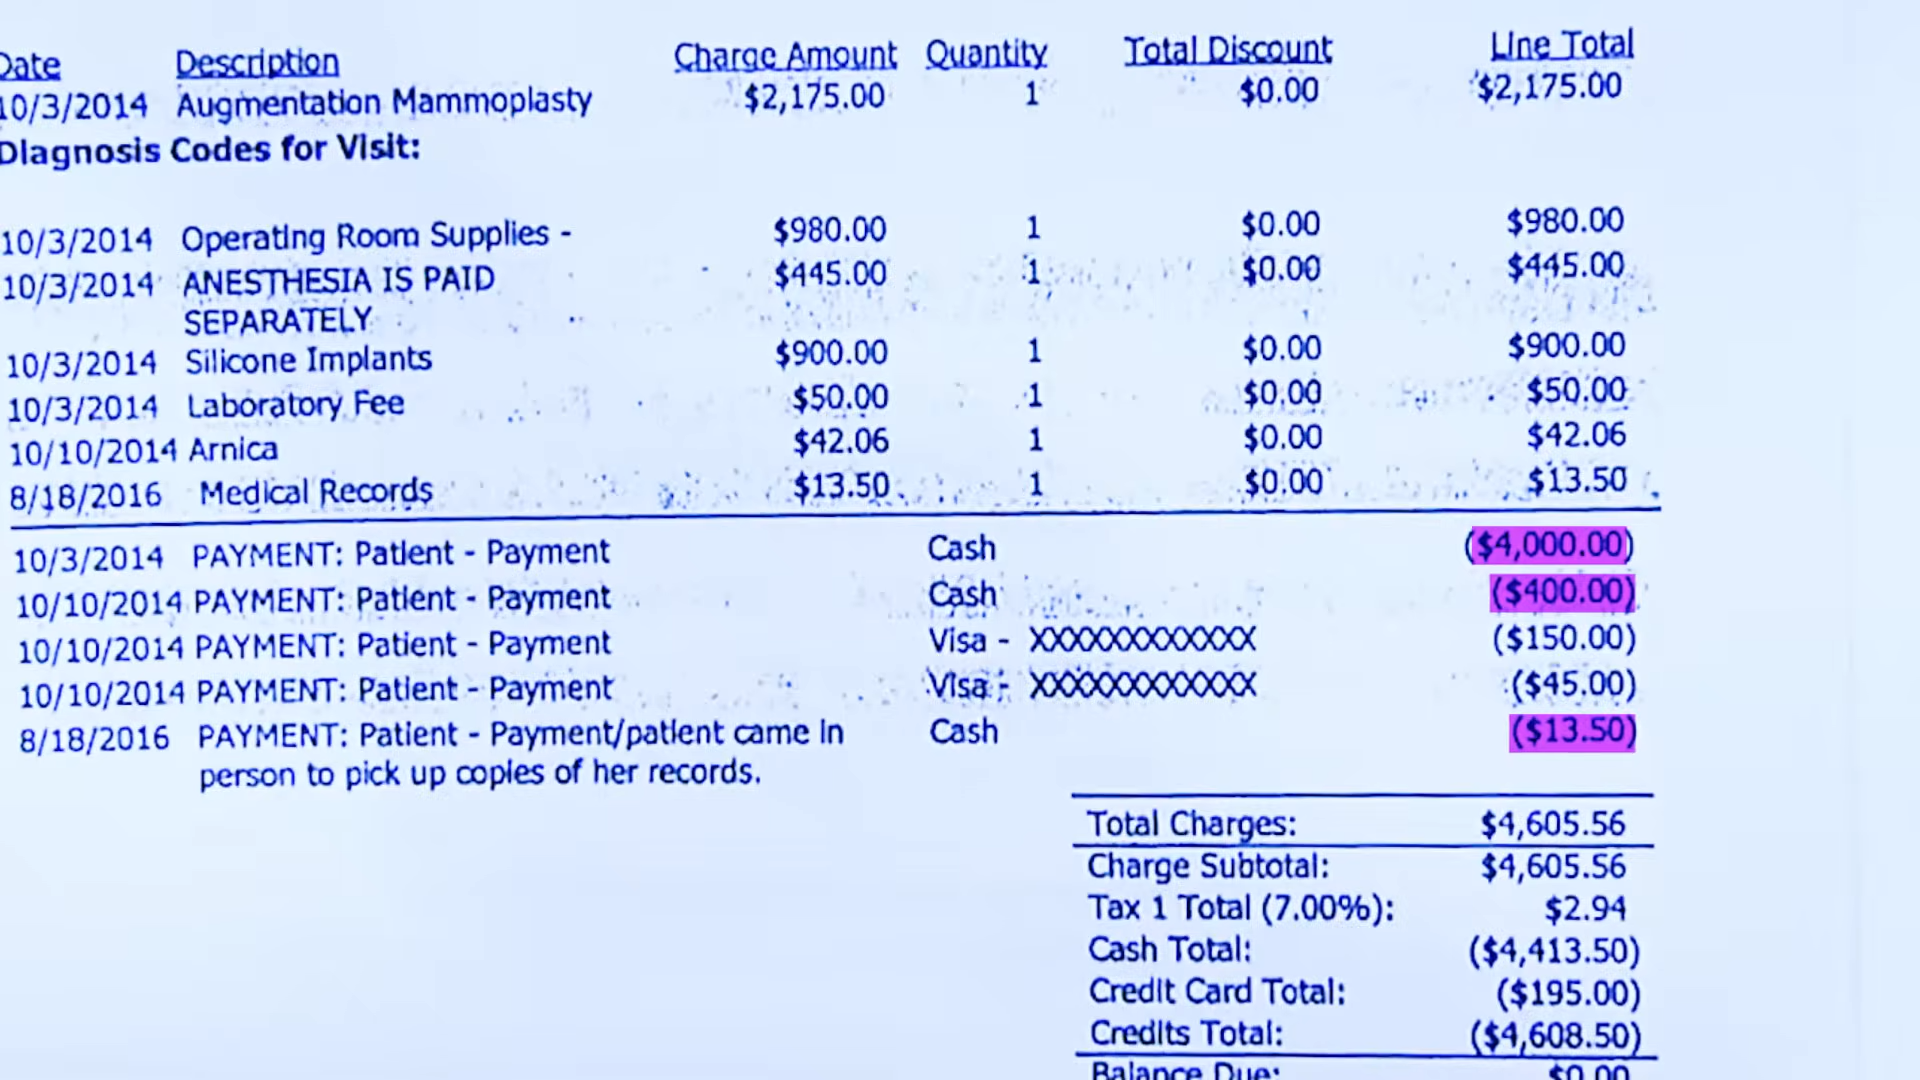 Date Description Charge Amount Quantity Total Discount Line Total
10/3/2014 Augmentation Mammoplasty $2,175.00 1 $0.00 $2,175.00
Diagnosis Codes for Visit:
10/3/2014 Operating Room Supplies - $980.00 1 $0.00 $980.00
10/3/2014 ANESTHESIA IS PAID $445.00 1 $0.00 $445.00
SEPARATELY
10/3/2014 Silicone Implants $900.00 1 $0.00 $900.00
10/3/2014 Laboratory Fee $50.00 1 $0.00 $50.00
10/10/2014 Arnica $42.06 1 $0.00 $42.06
8/18/2016 Medical Records $13.50 1 $0.00 $13.50
10/3/2014 PAYMENT: Patient - Payment Cash ($4,000.00)
10/10/2014 PAYMENT: Patient - Payment Cash ($400.00)
10/10/2014 PAYMENT: Patient - Payment Visa - XXXXXXXXXXXX ($150.00)
10/10/2014 PAYMENT: Patient - Payment Visa - XXXXXXXXXXXX ($45.00)
8/18/2016 PAYMENT: Patient - Payment/patient came in Cash ($13.50)
person to pick up copies of her records.
Total Charges: $4,605.56
Charge Subtotal: $4,605.56
Tax 1 Total (7.00%): $2.94
Cash Total: ($4,413.50)
Credit Card Total: ($195.00)
Credits Total: ($4,608.50)
Balance Due: $0.00